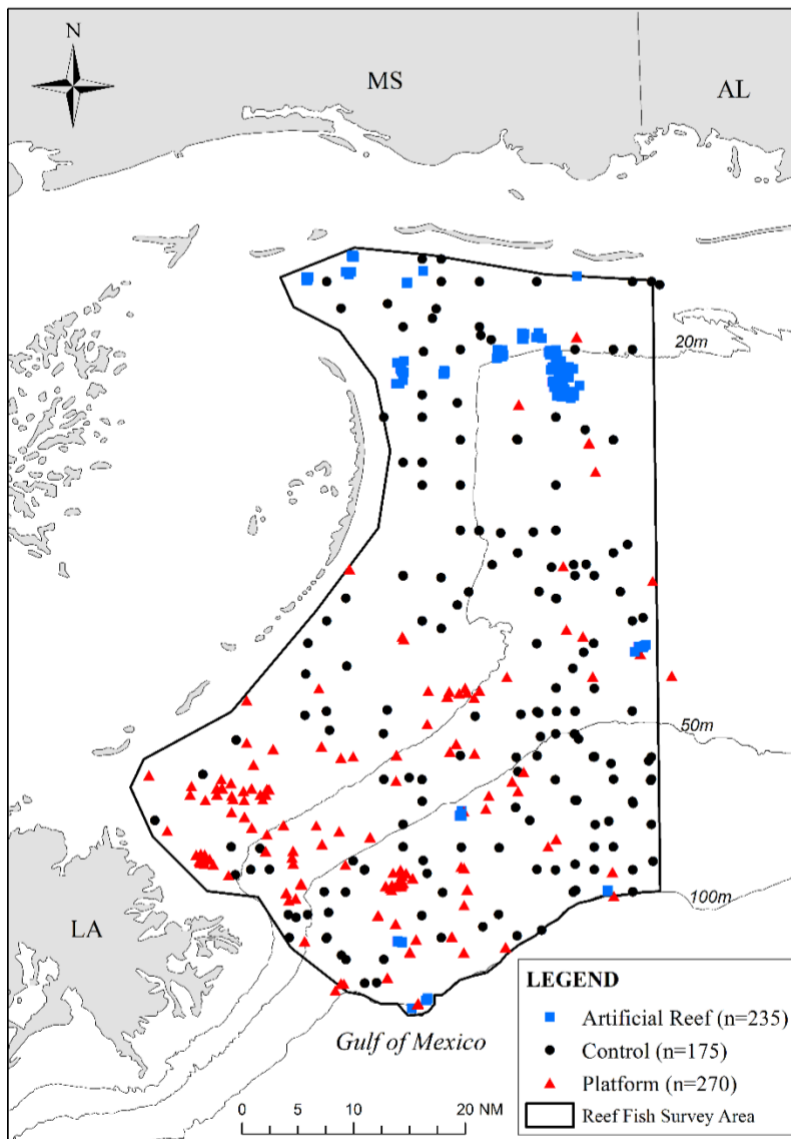 N
MS
AL
20m
50m
100m
LA
Gulf of Mexico
LEGEND
Artificial Reef (n=235)
Control (n=175)
Platform (n=270)
Reef Fish Survey Area
0 5 10 20 NM